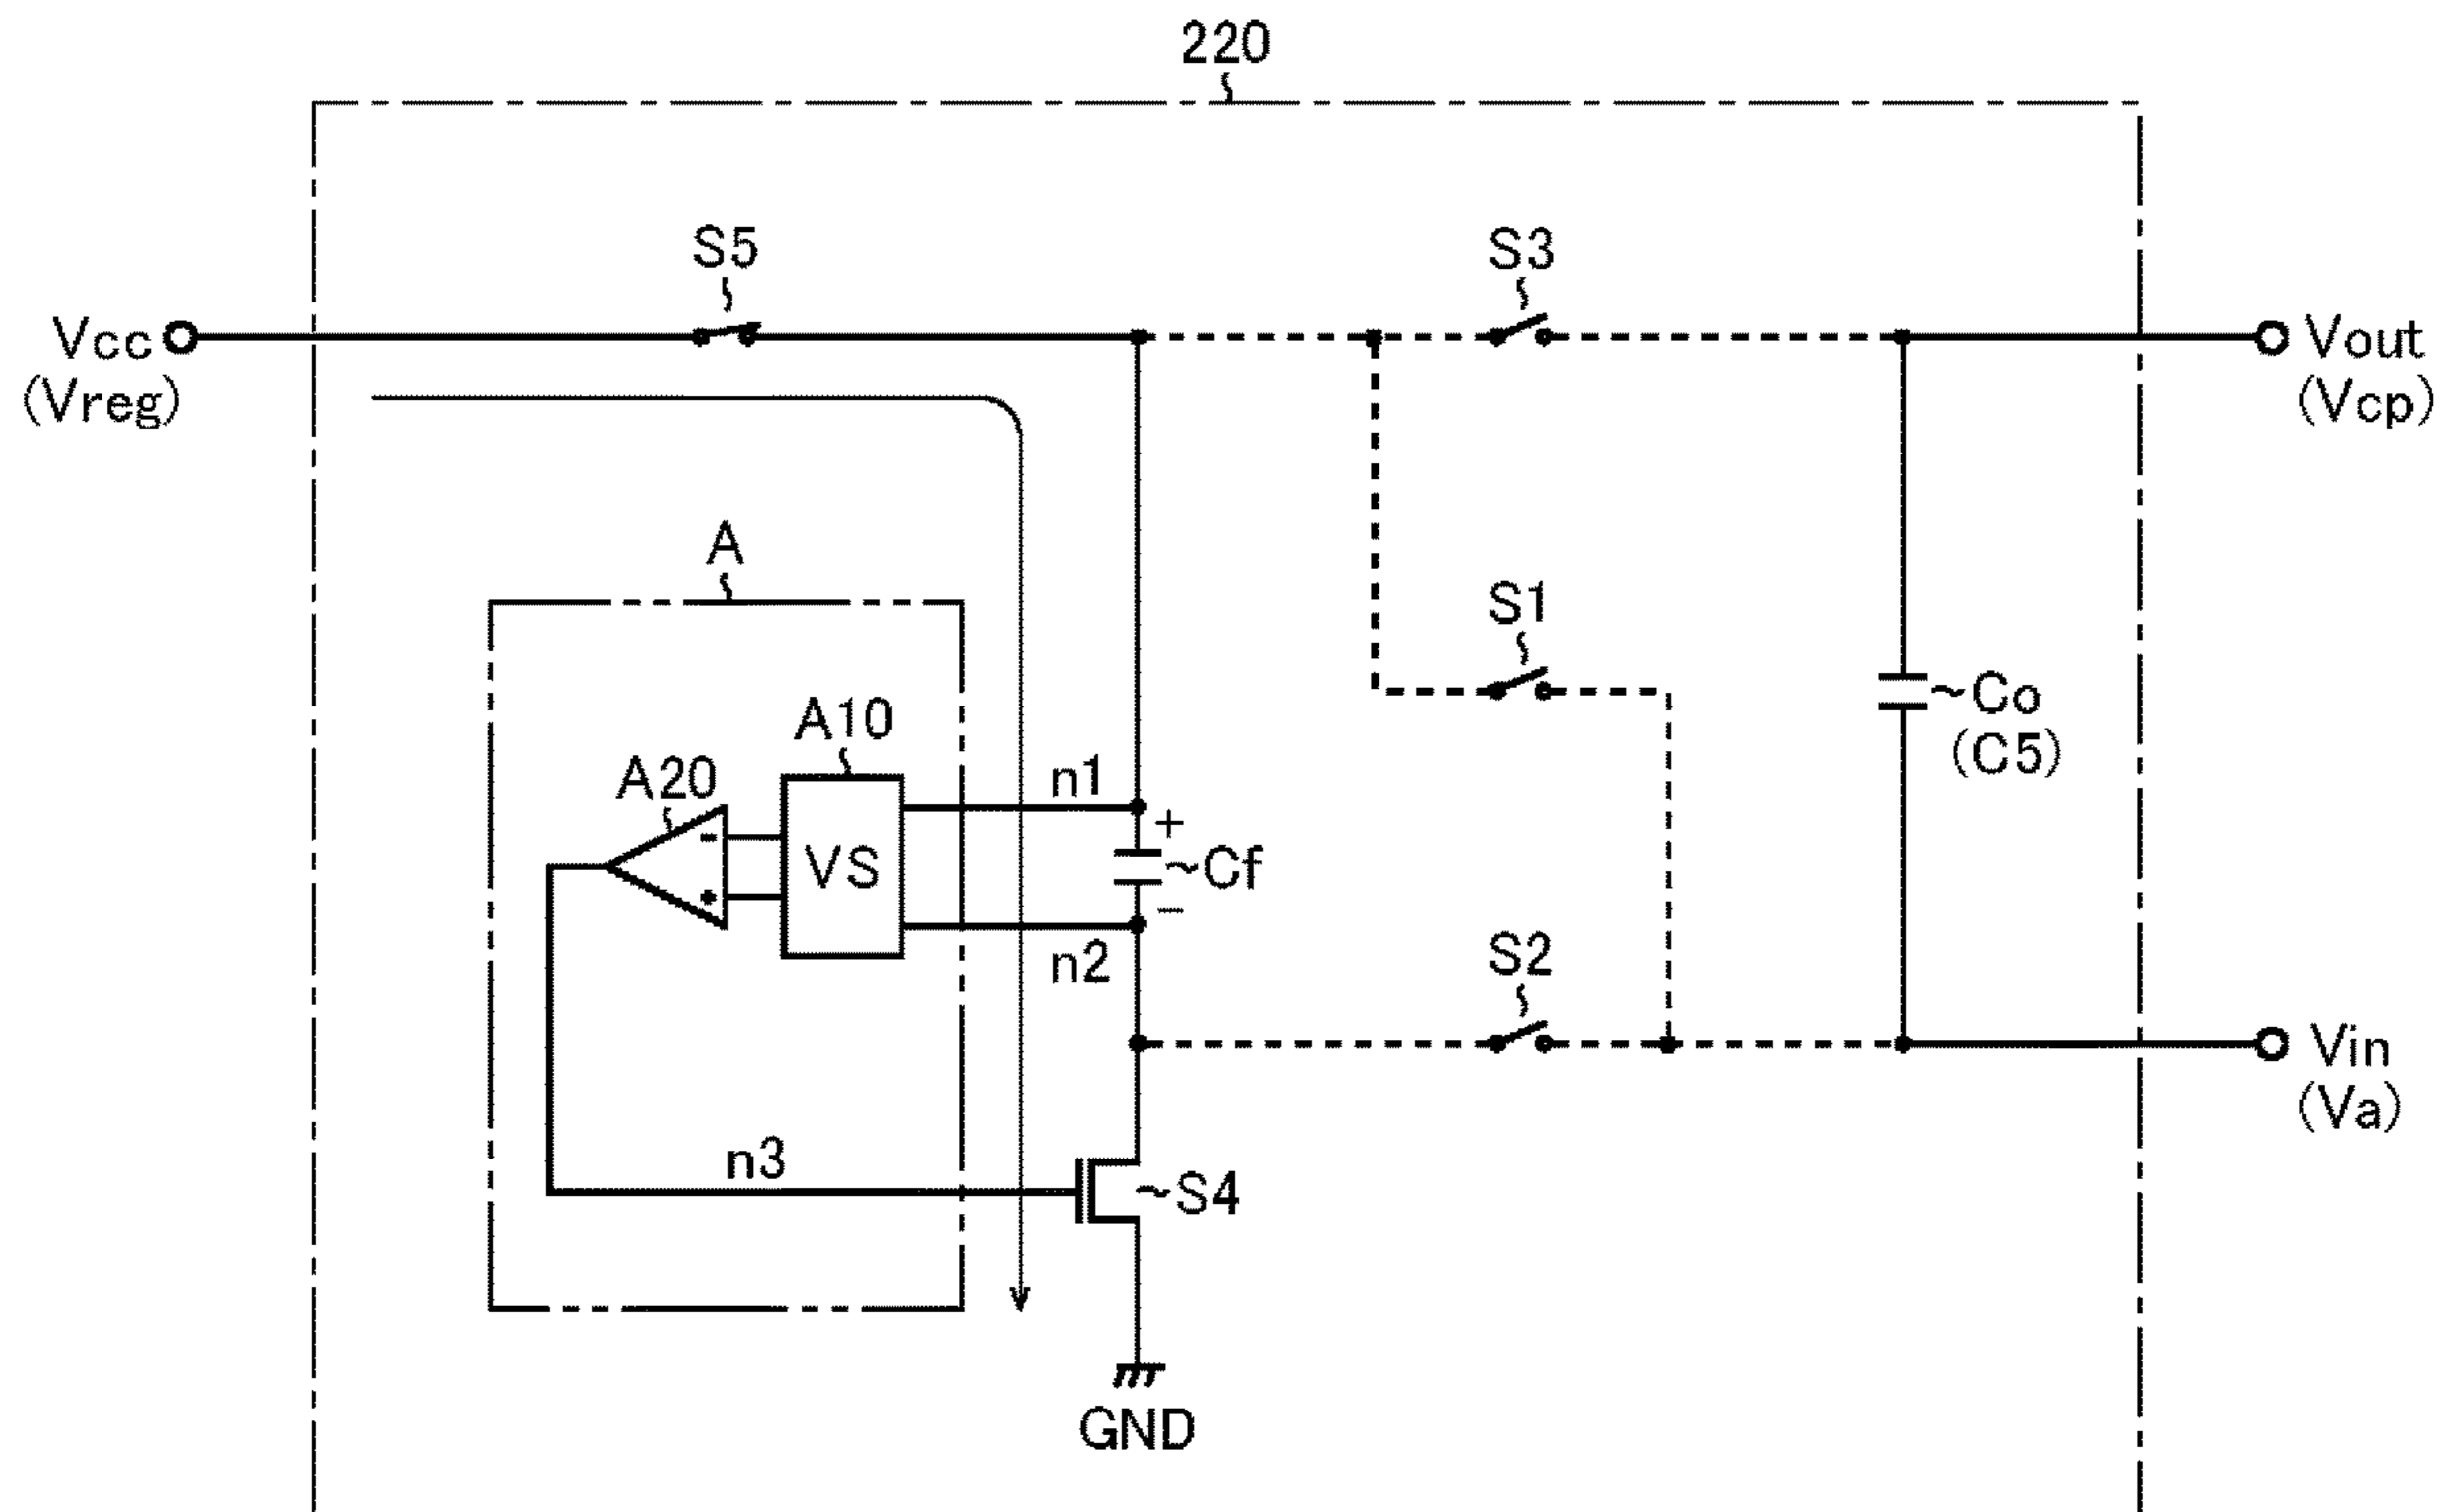 220
S5
S3
Vcc
(Vreg)
Vout
(Vcp)
A
S1
A10
A20
n1
+
-
VS
+
~Cf
-
n2
~Co
(C5)
S2
Vin
(Va)
n3
~S4
GND